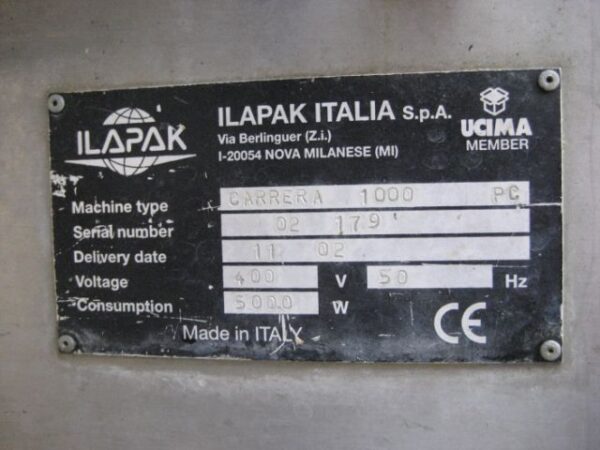 ILAPAK
ILAPAK ITALIA S.p.A.
Via Berlinguer (Z.i.)
I-20054 NOVA MILANESE (MI)
UCIMA
MEMBER
Machine type CARRERA 1000 PC
Serial number 02 179
Delivery date 11 02
Voltage 400 V 50 Hz
Consumption 5000 W
Made in ITALY CE